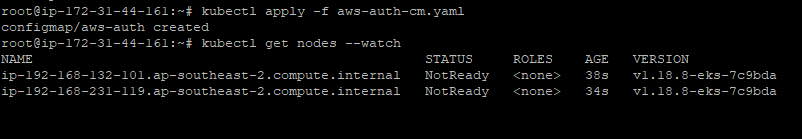 root@ip-172-31-44-161:~# kubectl apply -f aws-auth-cm.yaml
configmap/aws-auth created
root@ip-172-31-44-161:~# kubectl get nodes --watch
NAME STATUS ROLES AGE VERSION
ip-192-168-132-101.ap-southeast-2.compute.internal NotReady <none> 38s v1.18.8-eks-7c9bda
ip-192-168-231-119.ap-southeast-2.compute.internal NotReady <none> 34s v1.18.8-eks-7c9bda